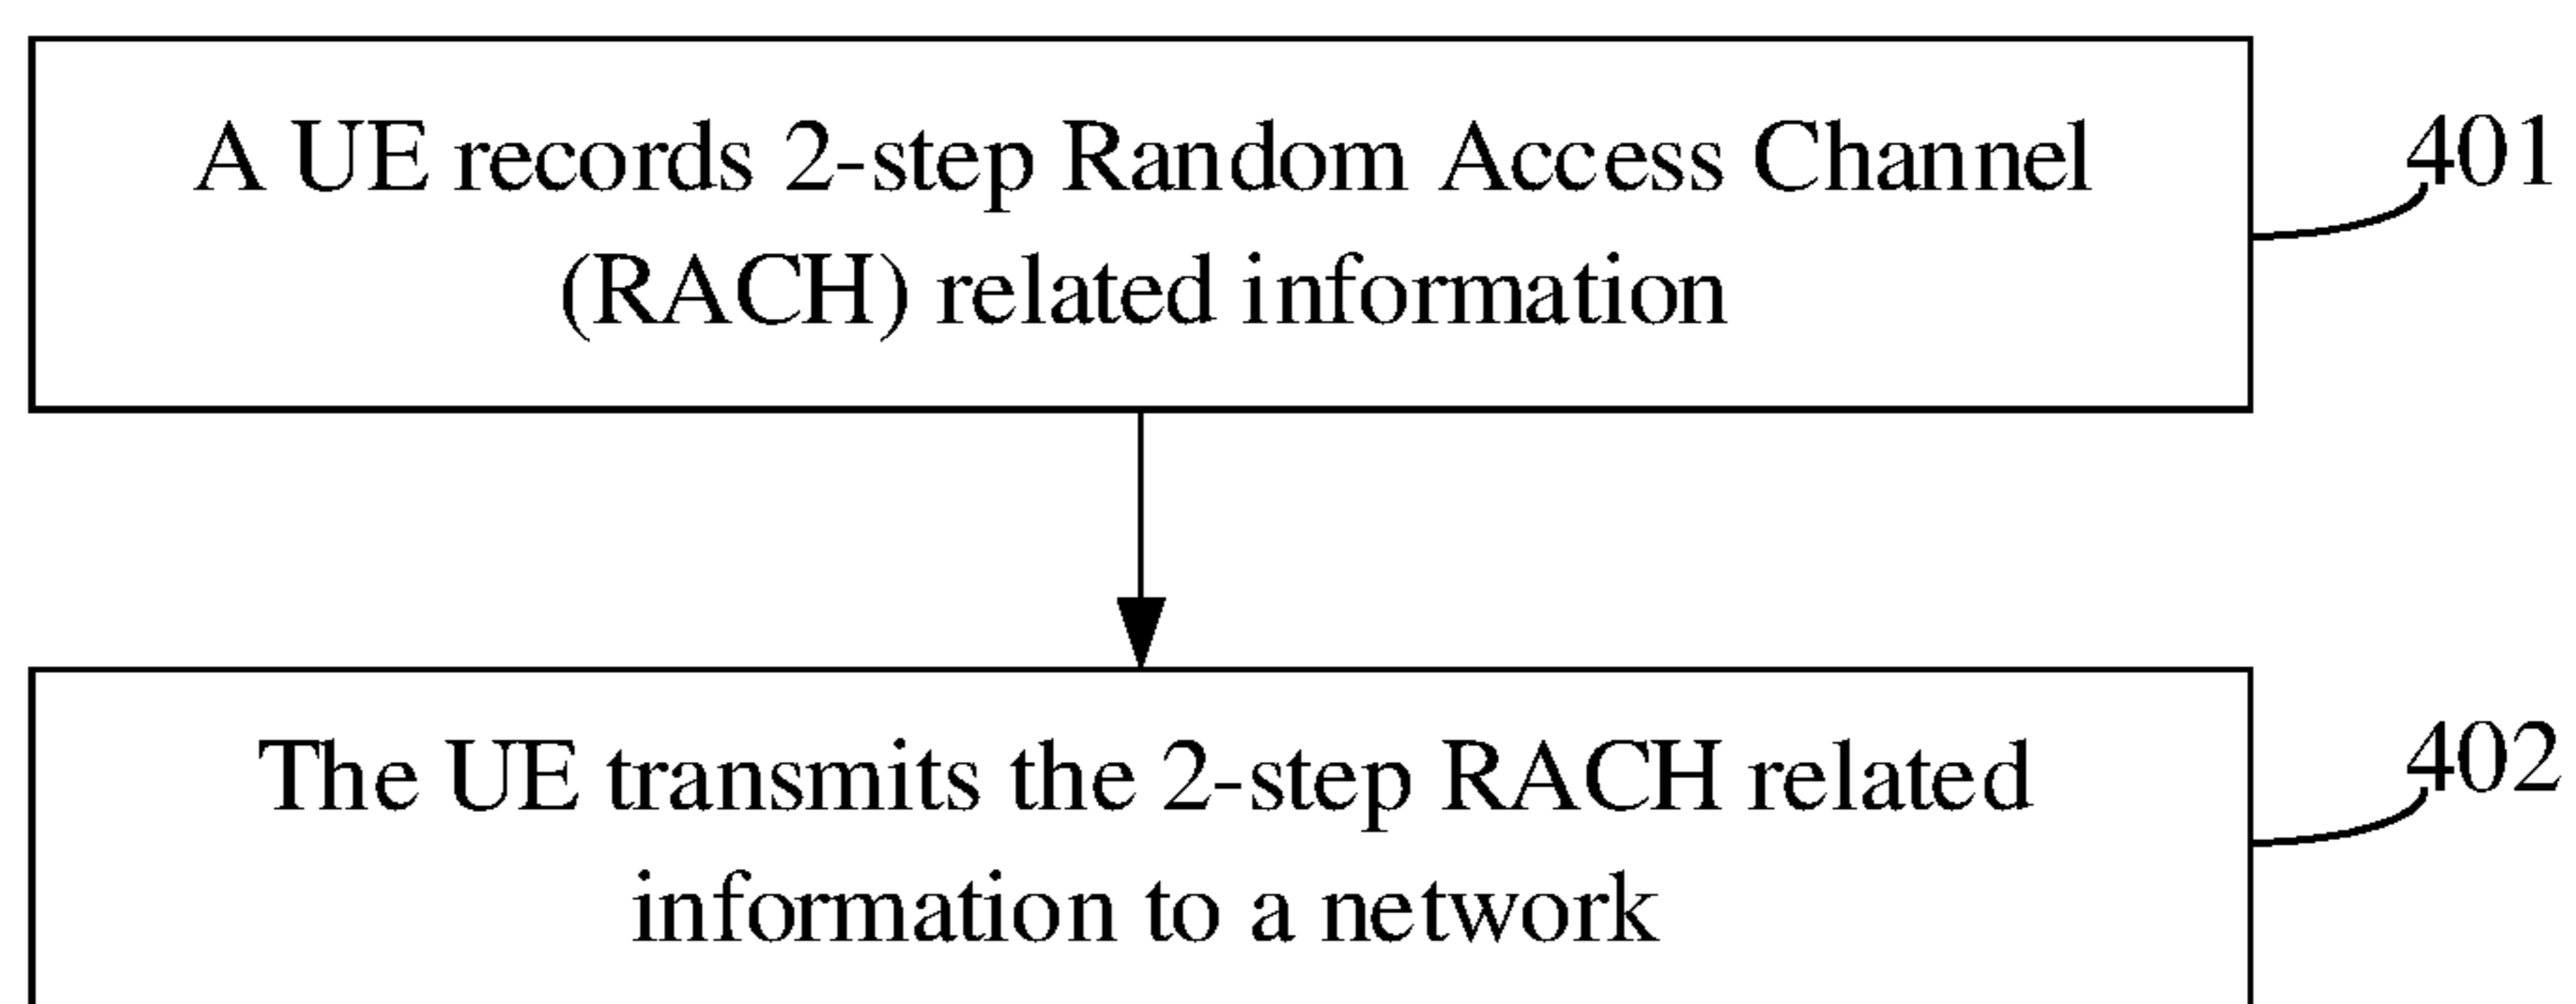 A UE records 2-step Random Access Channel
(RACH) related information
401
The UE transmits the 2-step RACH related
information to a network
402